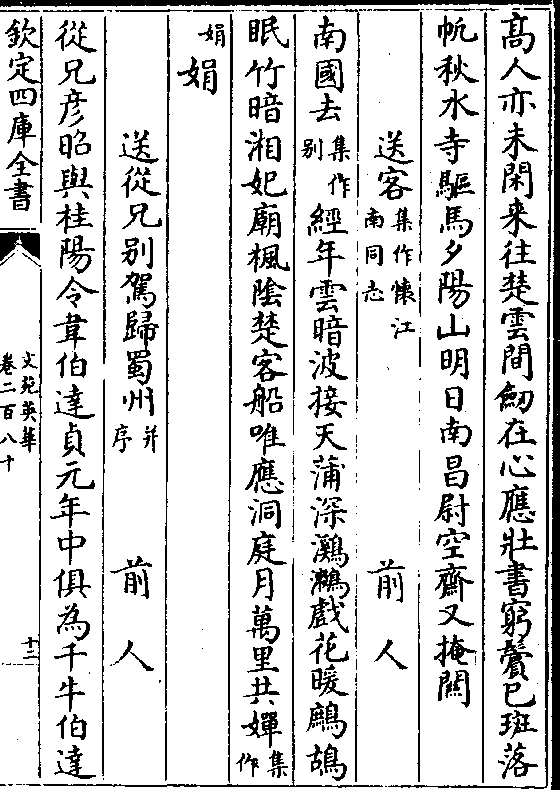 高人亦未閑来往楚雲間劒在心應壯書窮鬢已斑落
帆秋水寺驅馬夕陽山明日南昌尉空齋又掩關
送客集作懐江南同志 前人
南國去集作别經年雲暗波接天蒲深鸂鶒戯花暖鷓鴣
眠竹暗湘妃廟楓隂楚客船唯應洞庭月萬里共嬋集作
娟娟
送從兄别駕歸蜀州并序 前人
從兄彦昭與桂陽令韋伯達貞元年中俱為千牛伯達
欽定四庫全書
文苑英華
卷二百八十
十三